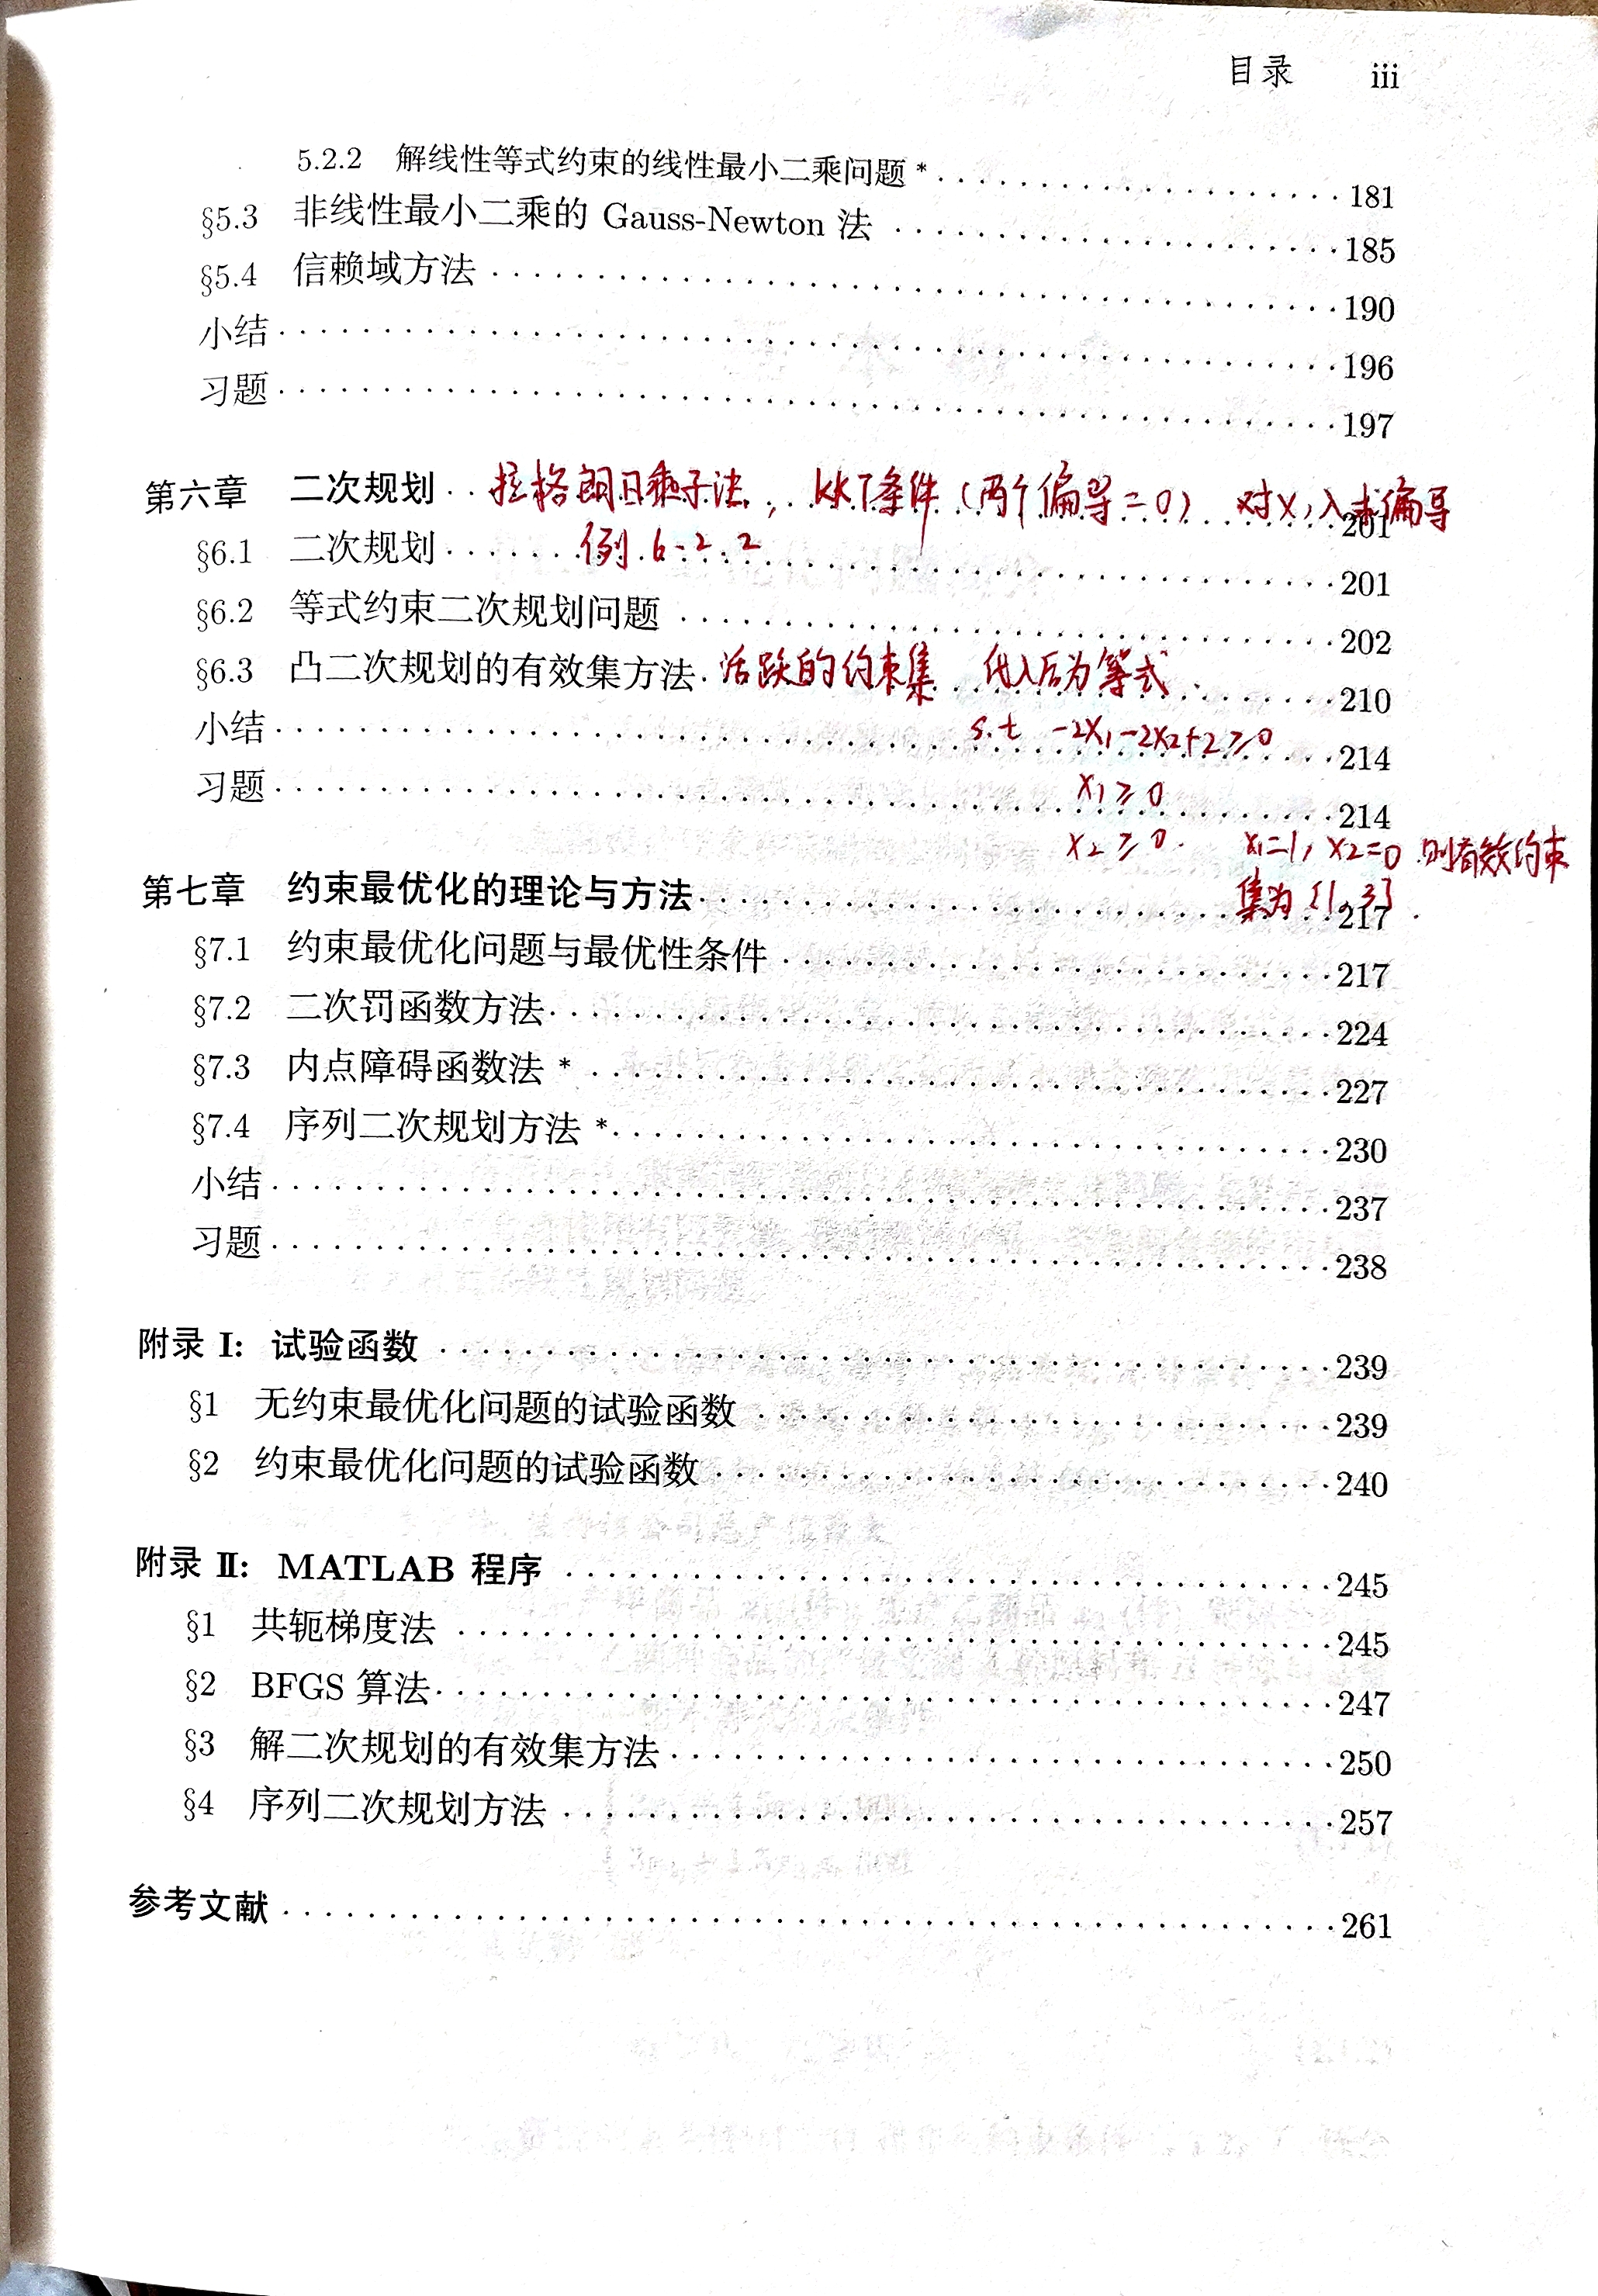 目录 iii
5.2.2 解线性等式约束的线性最小二乘问题 * 181
§5.3 非线性最小二乘的 Gauss-Newton 法 185
§5.4 信赖域方法 190
小结 196
习题 197
第六章 二次规划 拉格朗日乘子法, KKT条件 (两个偏导=0) 对x,λ求偏导 201
§6.1 二次规划 例 6.2.2 201
§6.2 等式约束二次规划问题 202
§6.3 凸二次规划的有效集方法 活跃的约束集 代入后为等式 210
小结 s.t -2x₁-2x₂+2≥0 214
习题 x₁≥0 214
x₂≥0. x₁=1, x₂=0 则有效约束
第七章 约束最优化的理论与方法 集为{1,3} 217
§7.1 约束最优化问题与最优性条件 217
§7.2 二次罚函数方法 224
§7.3 内点障碍函数法 * 227
§7.4 序列二次规划方法 * 230
小结 237
习题 238
附录 I: 试验函数 239
§1 无约束最优化问题的试验函数 239
§2 约束最优化问题的试验函数 240
附录 II: MATLAB 程序 245
§1 共轭梯度法 245
§2 BFGS 算法 247
§3 解二次规划的有效集方法 250
§4 序列二次规划方法 257
参考文献 261